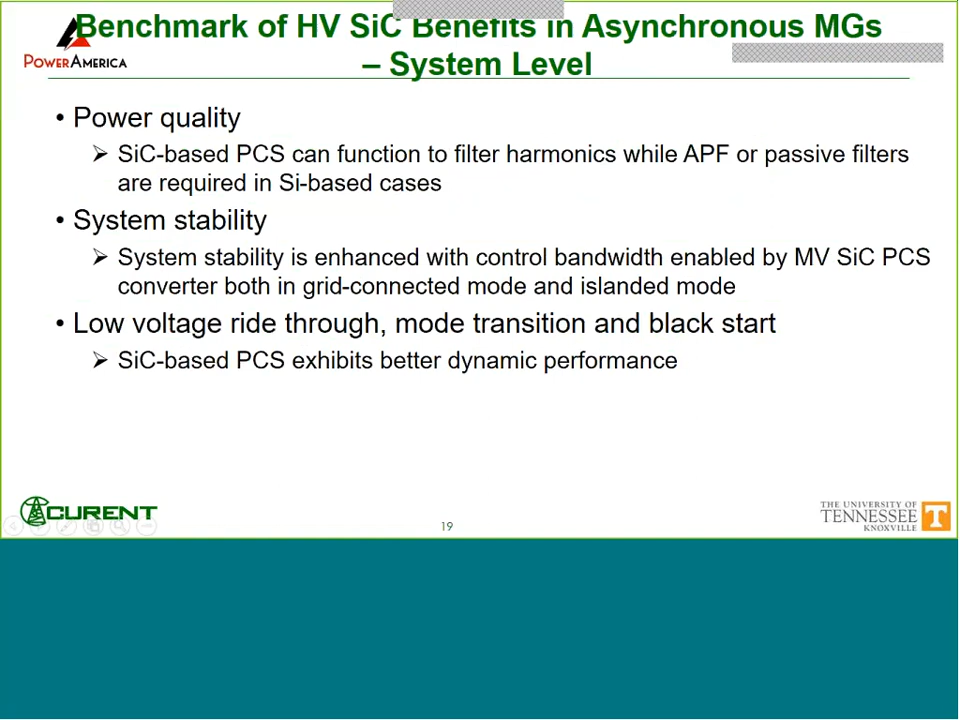 Benchmark of HV SiC Benefits in Asynchronous MGs
– System Level
POWERAMERICA
• Power quality
➢ SiC-based PCS can function to filter harmonics while APF or passive filters
are required in Si-based cases
• System stability
➢ System stability is enhanced with control bandwidth enabled by MV SiC PCS
converter both in grid-connected mode and islanded mode
• Low voltage ride through, mode transition and black start
➢ SiC-based PCS exhibits better dynamic performance
CURENT
19
THE UNIVERSITY OF
TENNESSEE
KNOXVILLE
T